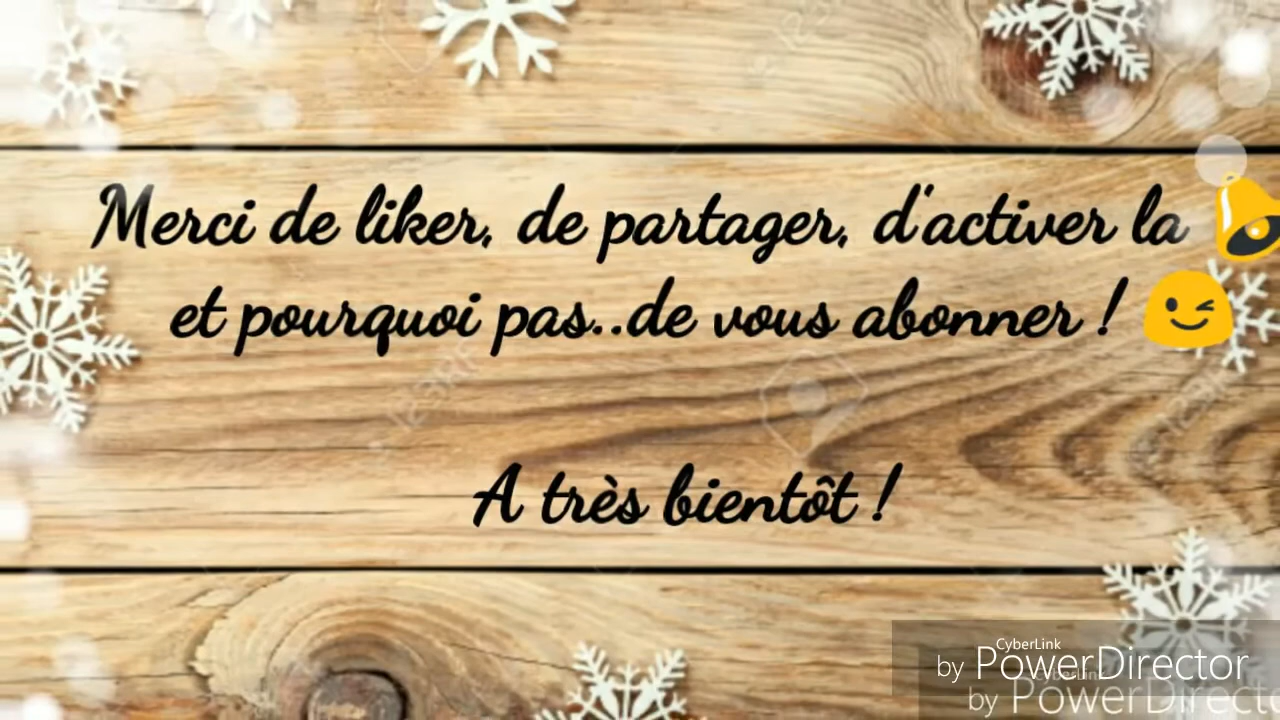 Merci de liker, de partager, d'activer la 🔔
et pourquoi pas..de vous abonner ! 😉
A très bientôt !
CyberLink
by PowerDirector
CyberLink
by PowerDirecto